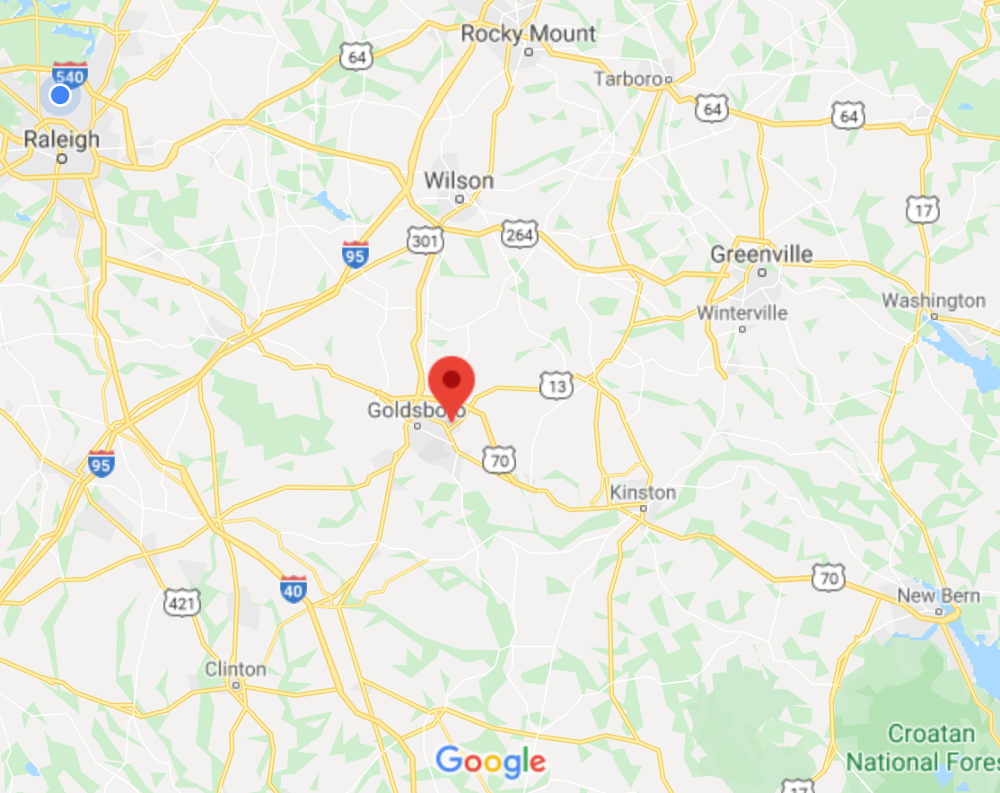 Rocky Mount
64
Tarboro
540
64
64
Raleigh
Wilson
17
301
264
95
Greenville
Washington
Winterville
13
Goldsboro
70
95
Kinston
70
40
New Bern
421
Clinton
Croatan
National Fores
Google
17